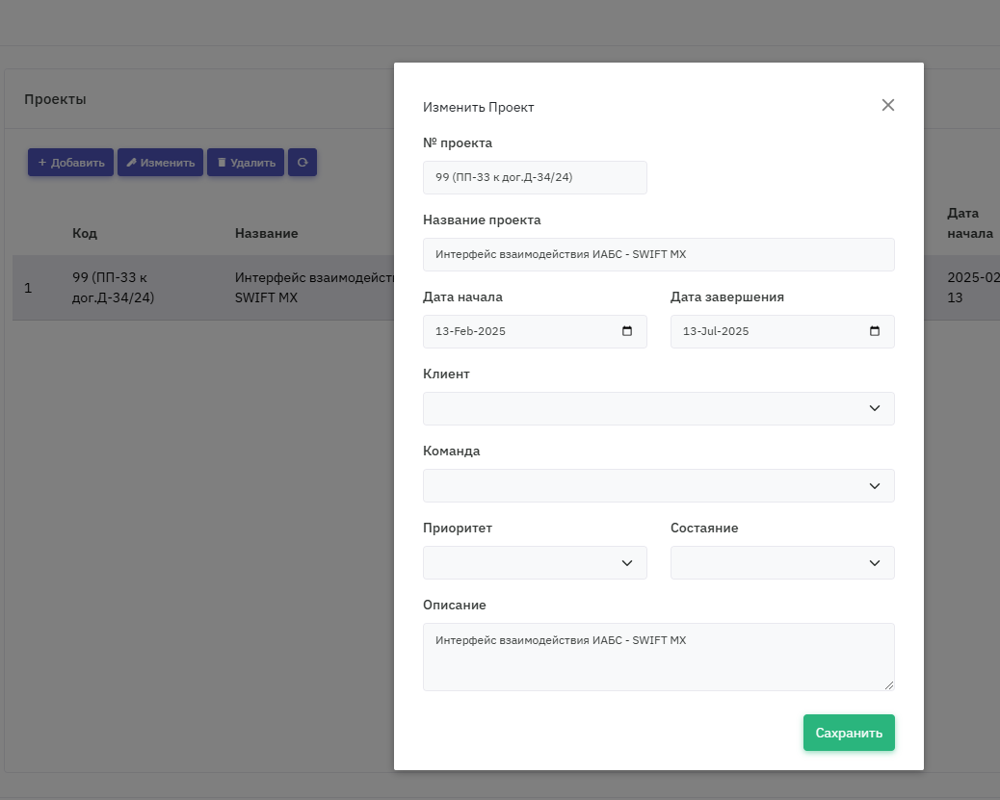 Проекты
+ Добавить Изменить Удалить
Код Название Дата начала
1 99 (ПП-33 к дог.Д-34/24) Интерфейс взаимодейст SWIFT MX 2025-02 13
Изменить Проект
№ проекта
99 (ПП-33 к дог.Д-34/24)
Название проекта
Интерфейс взаимодействия ИАБС - SWIFT MX
Дата начала Дата завершения
13-Feb-2025 13-Jul-2025
Клиент
Команда
Приоритет Состаяние
Описание
Интерфейс взаимодействия ИАБС - SWIFT MX
Сахранить